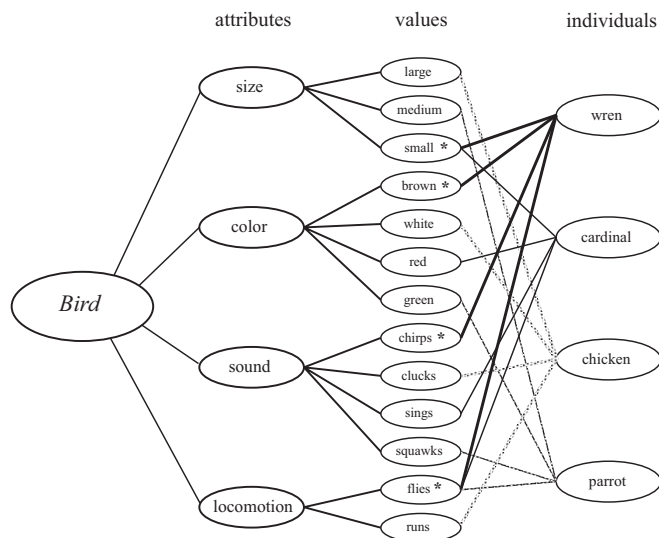 attributes values individuals
large
size medium wren
small *
brown *
white
color cardinal
red
green
Bird
chirps *
clucks chicken
sound
sings
squawks
flies * parrot
locomotion
runs